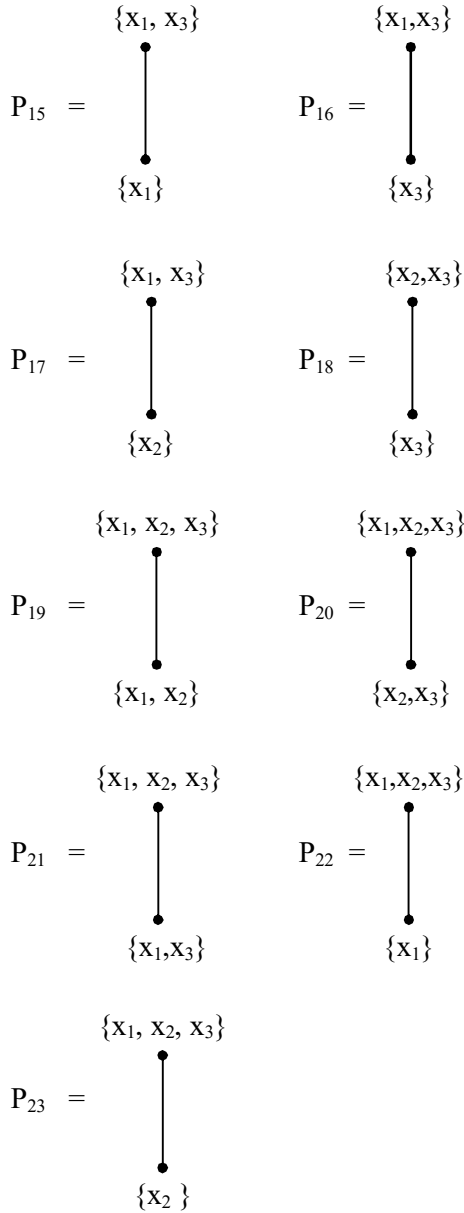 {x₁, x₃} {x₁,x₃}
P₁₅ = P₁₆ =
{x₁} {x₃}
{x₁, x₃} {x₂,x₃}
P₁₇ = P₁₈ =
{x₂} {x₃}
{x₁, x₂, x₃} {x₁,x₂,x₃}
P₁₉ = P₂₀ =
{x₁, x₂} {x₂,x₃}
{x₁, x₂, x₃} {x₁,x₂,x₃}
P₂₁ = P₂₂ =
{x₁,x₃} {x₁}
{x₁, x₂, x₃}
P₂₃ =
{x₂ }